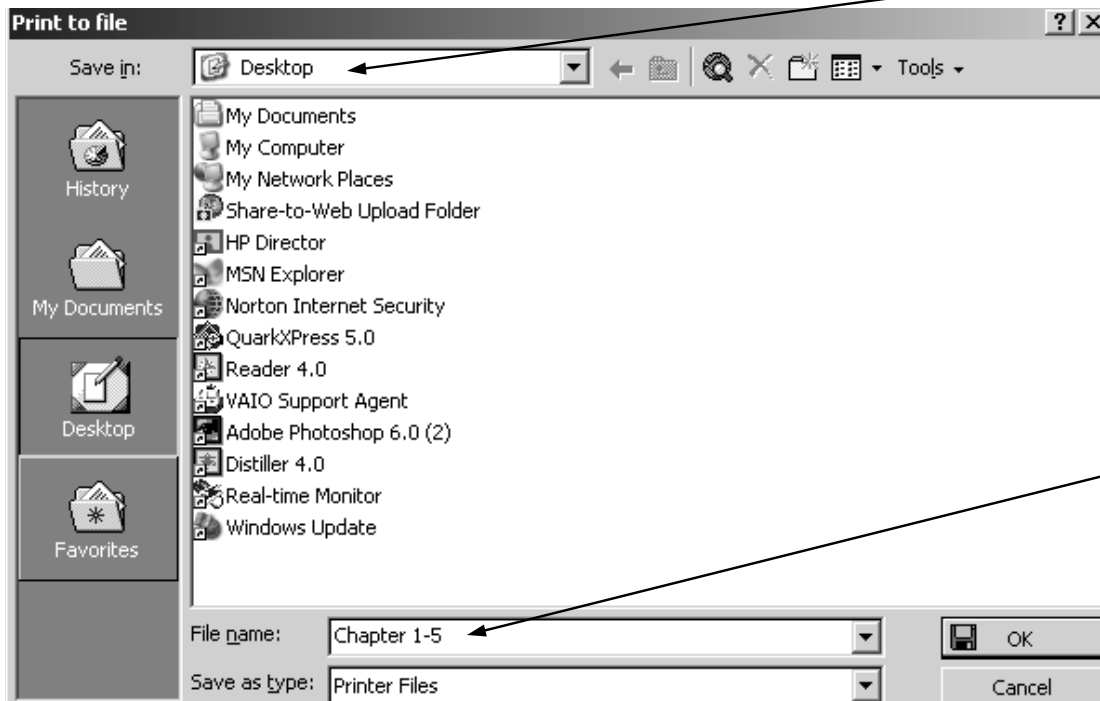 Print to file
? X
Save in:
Desktop
Tools
History
My Documents
Desktop
Favorites
My Documents
My Computer
My Network Places
Share-to-Web Upload Folder
HP Director
MSN Explorer
Norton Internet Security
QuarkXPress 5.0
Reader 4.0
VAIO Support Agent
Adobe Photoshop 6.0 (2)
Distiller 4.0
Real-time Monitor
Windows Update
File name:
Chapter 1-5
OK
Save as type:
Printer Files
Cancel